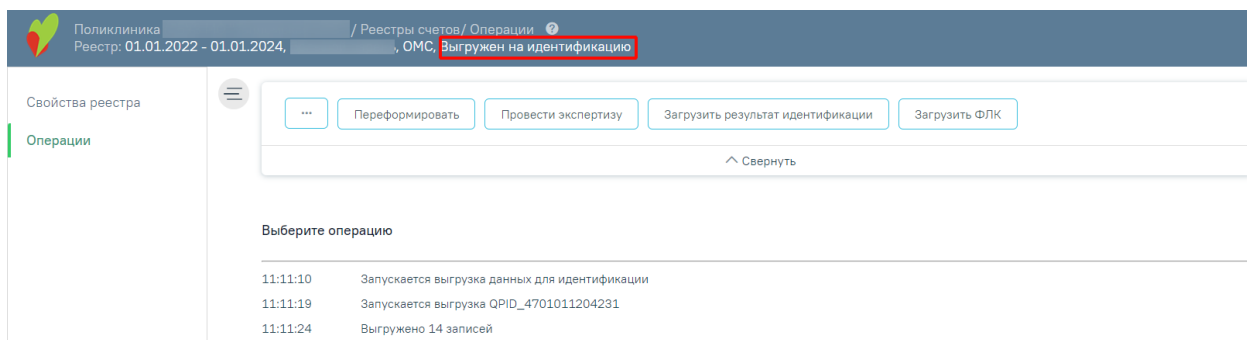 Поликлиника / Реестры счетов/ Операции ?
Реестр: 01.01.2022 - 01.01.2024, , ОМС, Выгружен на идентификацию
Свойства реестра
Операции
... Переформировать Провести экспертизу Загрузить результат идентификации Загрузить ФЛК
Свернуть
Выберите операцию
11:11:10 Запускается выгрузка данных для идентификации
11:11:19 Запускается выгрузка QPID_4701011204231
11:11:24 Выгружено 14 записей